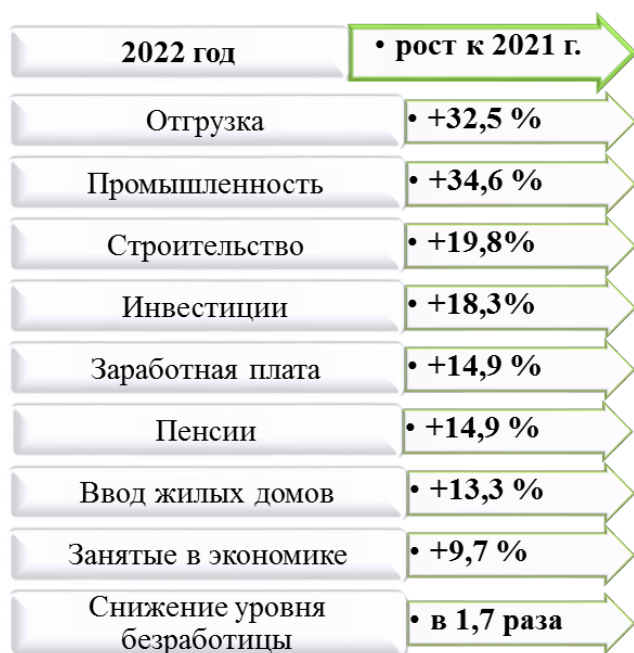 2022 год
• рост к 2021 г.
Отгрузка
• +32,5 %
Промышленность
• +34,6 %
Строительство
• +19,8%
Инвестиции
• +18,3%
Заработная плата
• +14,9 %
Пенсии
• +14,9 %
Ввод жилых домов
• +13,3 %
Занятые в экономике
• +9,7 %
Снижение уровня
безработицы
• в 1,7 раза